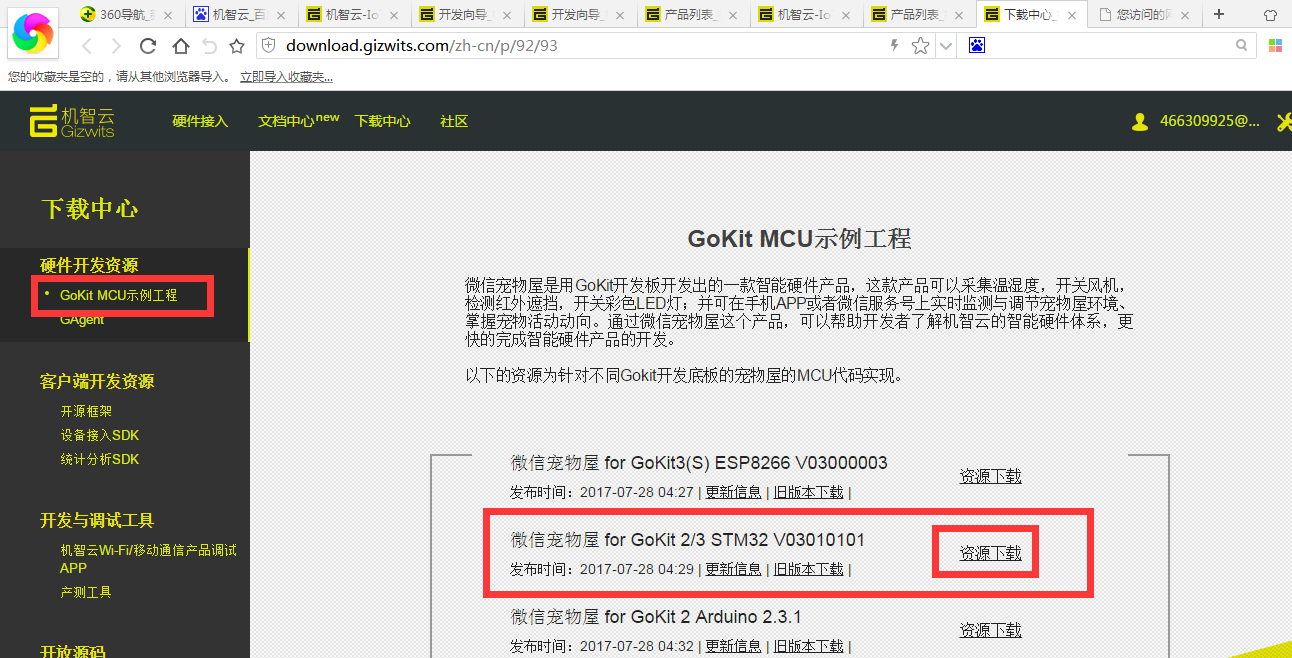 360导航_
机智云_百
机智云-Io
开发向导_
开发向导_
产品列表_
机智云-Io
产品列表_
下载中心_
您访问的
download.gizwits.com/zh-cn/p/92/93
您的收藏夹是空的，请从其他浏览器导入。 立即导入收藏夹...
机智云
Gizwits
硬件接入 文档中心new 下载中心 社区
466309925@...
下载中心
硬件开发资源
• GoKit MCU示例工程
GAgent
客户端开发资源
开源框架
设备接入SDK
统计分析SDK
开发与调试工具
机智云Wi-Fi/移动通信产品调试
APP
产测工具
开放源码
GoKit MCU示例工程
微信宠物屋是用GoKit开发板开发出的一款智能硬件产品，这款产品可以采集温湿度，开关风机，
检测红外遮挡，开关彩色LED灯；并可在手机APP或者微信服务号上实时监测与调节宠物屋环境、
掌握宠物活动动向。通过微信宠物屋这个产品，可以帮助开发者了解机智云的智能硬件体系，更
快的完成智能硬件产品的开发。
以下的资源为针对不同Gokit开发底板的宠物屋的MCU代码实现。
微信宠物屋 for GoKit3(S) ESP8266 V03000003
资源下载
发布时间：2017-07-28 04:27 | 更新信息 | 旧版本下载 |
微信宠物屋 for GoKit 2/3 STM32 V03010101
资源下载
发布时间：2017-07-28 04:29 | 更新信息 | 旧版本下载 |
微信宠物屋 for GoKit 2 Arduino 2.3.1
资源下载
发布时间：2017-07-28 04:32 | 更新信息 | 旧版本下载 |